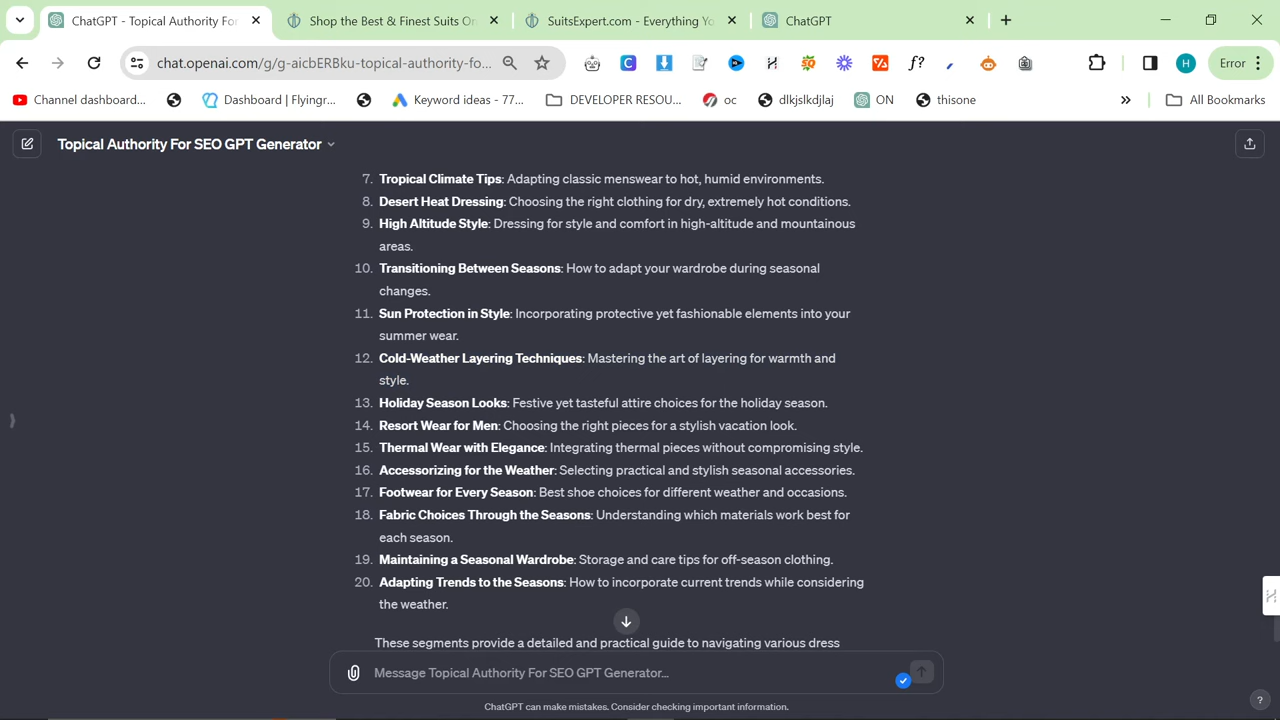 ChatGPT - Topical Authority For
Shop the Best & Finest Suits On
SuitsExpert.com - Everything Yo
ChatGPT
chat.openai.com/g/g-aicbERBku-topical-authority-fo...
Error
Channel dashboard...
Dashboard | Flyingr...
Keyword ideas - 77...
DEVELOPER RESOU...
oc
dlkjslkdjlaj
ON
thisone
All Bookmarks
Topical Authority For SEO GPT Generator
7. Tropical Climate Tips: Adapting classic menswear to hot, humid environments.
8. Desert Heat Dressing: Choosing the right clothing for dry, extremely hot conditions.
9. High Altitude Style: Dressing for style and comfort in high-altitude and mountainous
areas.
10. Transitioning Between Seasons: How to adapt your wardrobe during seasonal
changes.
11. Sun Protection in Style: Incorporating protective yet fashionable elements into your
summer wear.
12. Cold-Weather Layering Techniques: Mastering the art of layering for warmth and
style.
13. Holiday Season Looks: Festive yet tasteful attire choices for the holiday season.
14. Resort Wear for Men: Choosing the right pieces for a stylish vacation look.
15. Thermal Wear with Elegance: Integrating thermal pieces without compromising style.
16. Accessorizing for the Weather: Selecting practical and stylish seasonal accessories.
17. Footwear for Every Season: Best shoe choices for different weather and occasions.
18. Fabric Choices Through the Seasons: Understanding which materials work best for
each season.
19. Maintaining a Seasonal Wardrobe: Storage and care tips for off-season clothing.
20. Adapting Trends to the Seasons: How to incorporate current trends while considering
the weather.
These segments provide a detailed and practical guide to navigating various dress
Message Topical Authority For SEO GPT Generator...
ChatGPT can make mistakes. Consider checking important information.